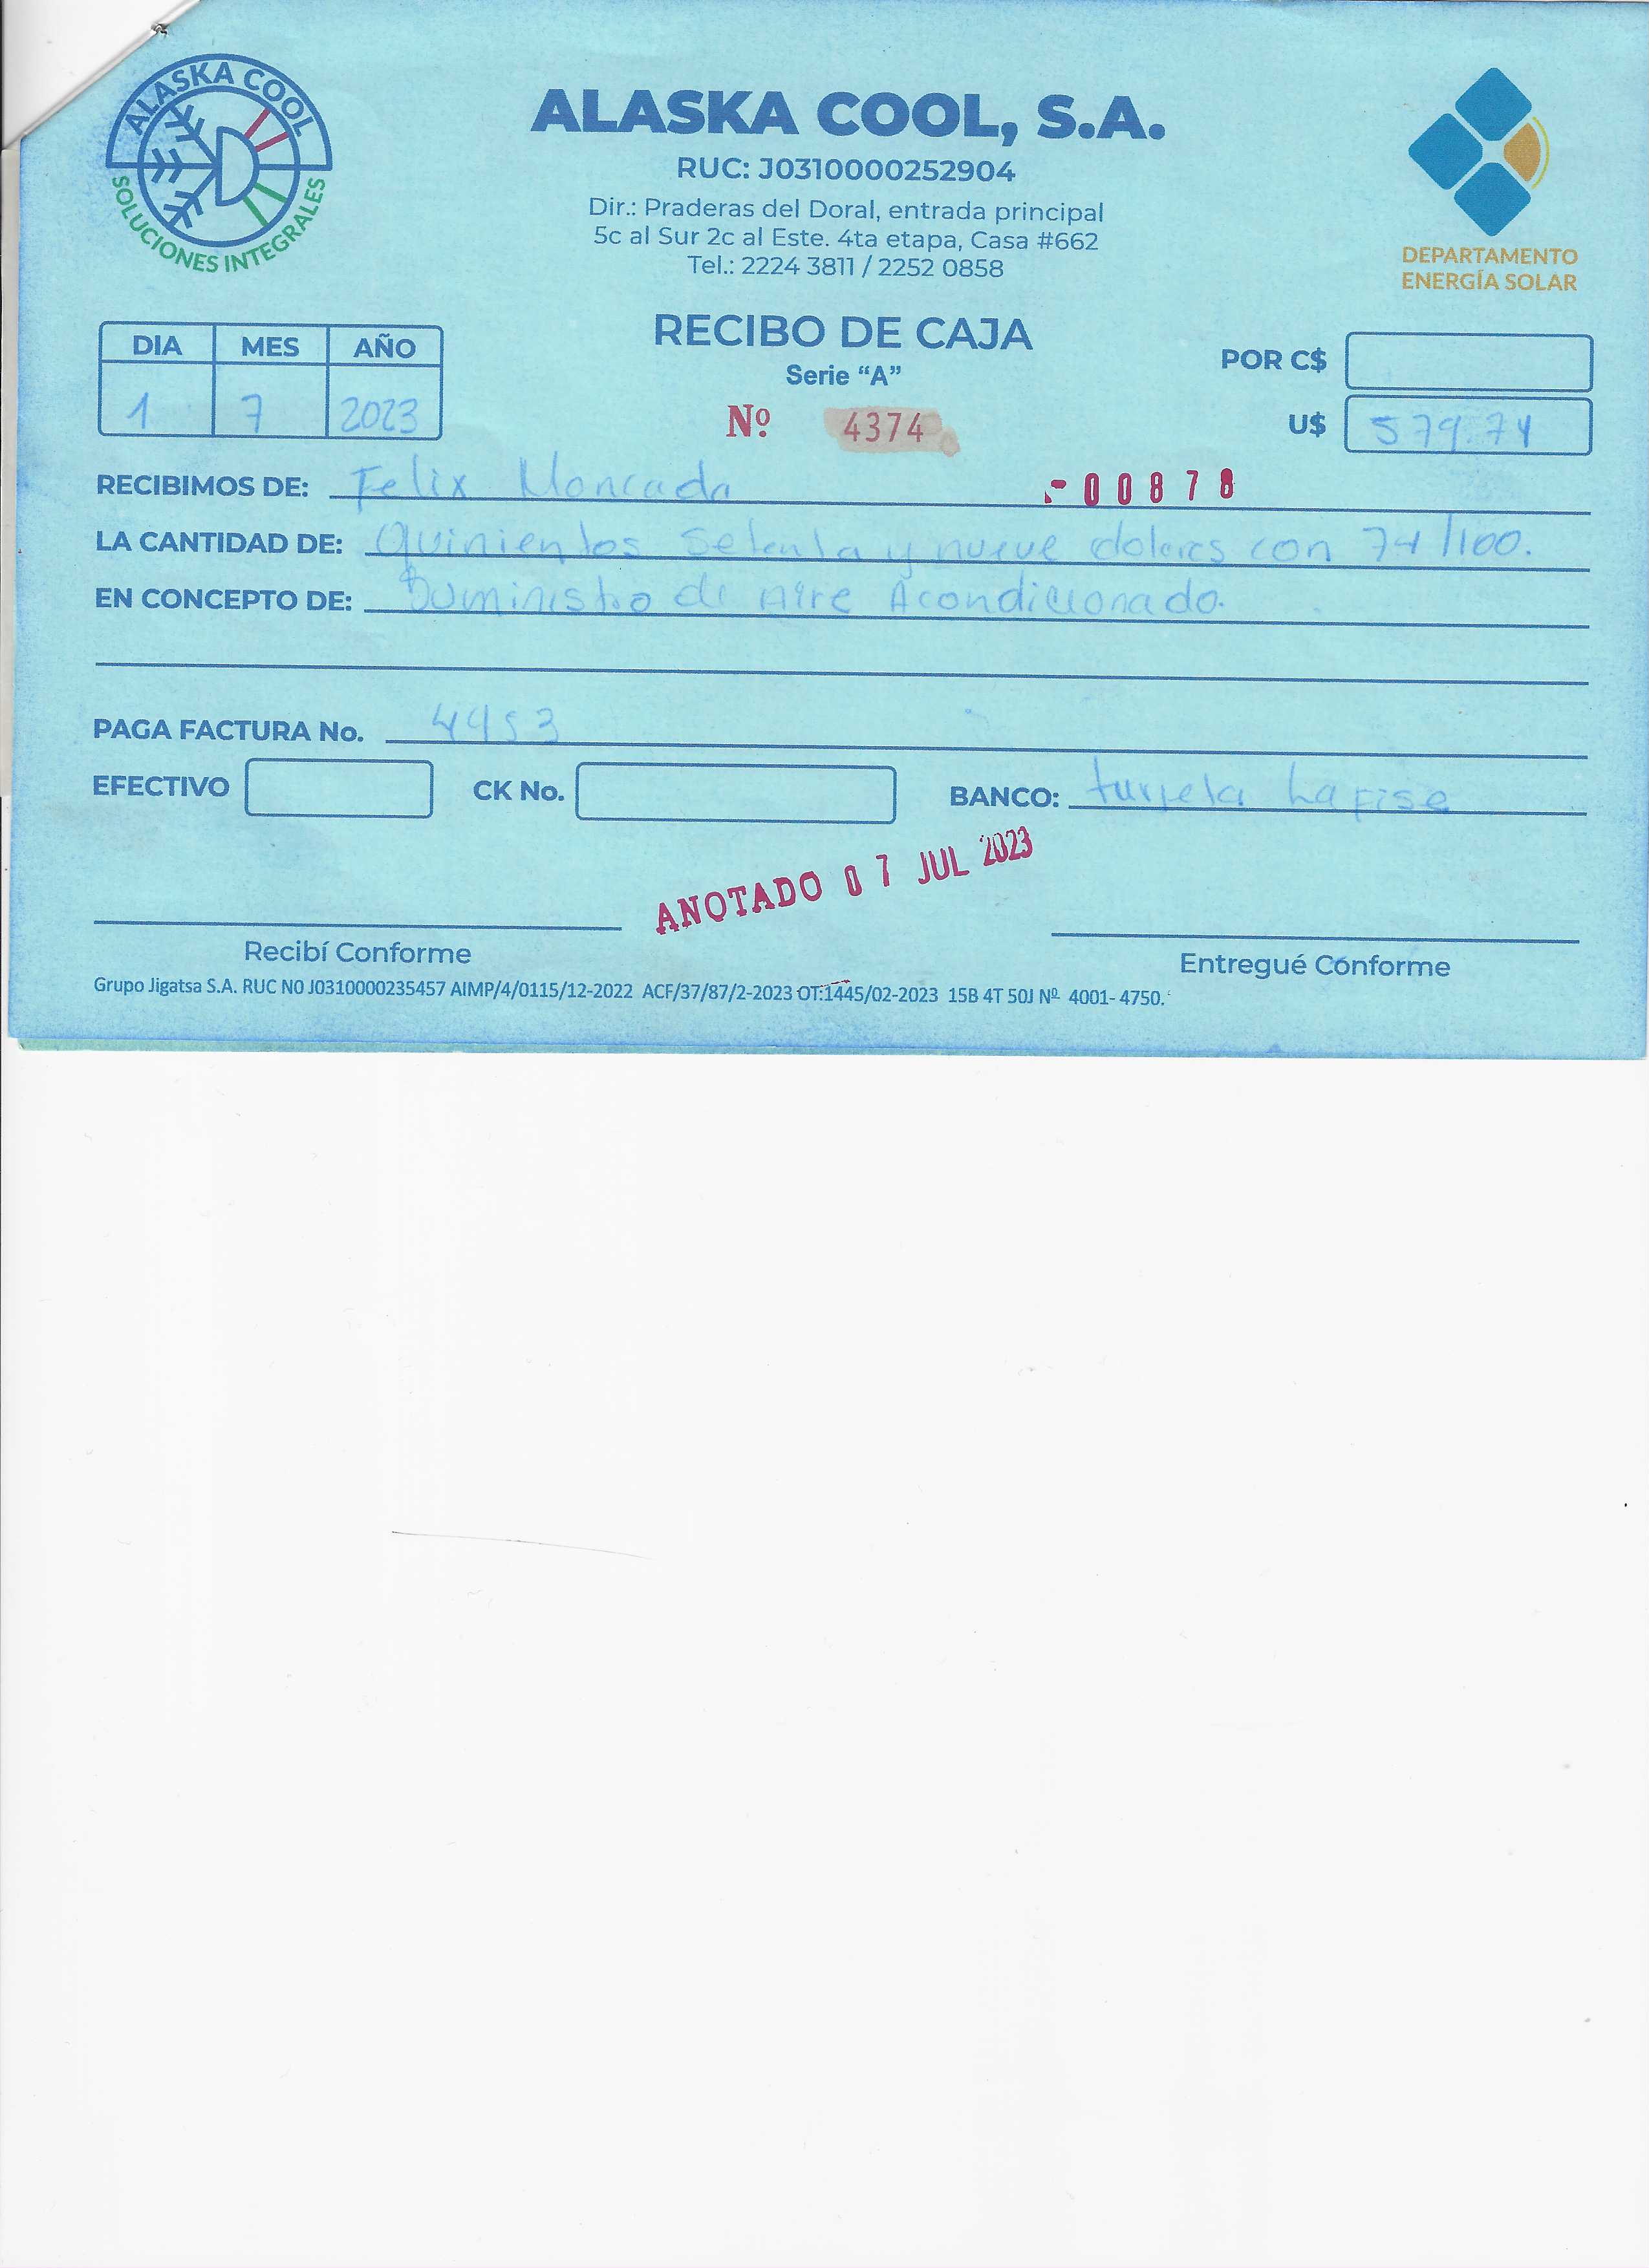 ALASKA COOL
SOLUCIONES INTEGRALES
ALASKA COOL, S.A.
RUC: J0310000252904
Dir.: Praderas del Doral, entrada principal
5c al Sur 2c al Este. 4ta etapa, Casa #662
Tel.: 2224 3811 / 2252 0858
DEPARTAMENTO
ENERGÍA SOLAR
DIA MES AÑO
1 7 2023
RECIBO DE CAJA
Serie “A”
Nº 4374
POR C$
U$ 579.74
RECIBIMOS DE: Felix Moncada
-00878
LA CANTIDAD DE: Quinientos setenta y nueve dolares con 74/100.
EN CONCEPTO DE: Suministro de Aire Acondicionado.
PAGA FACTURA No. 4453
EFECTIVO CK No. BANCO: tarjeta Lafise
ANOTADO 07 JUL 2023
Recibí Conforme Entregué Conforme
Grupo Jigatsa S.A. RUC N0 J0310000235457 AIMP/4/0115/12-2022 ACF/37/87/2-2023 OT:1445/02-2023 15B 4T 50J Nº 4001- 4750.